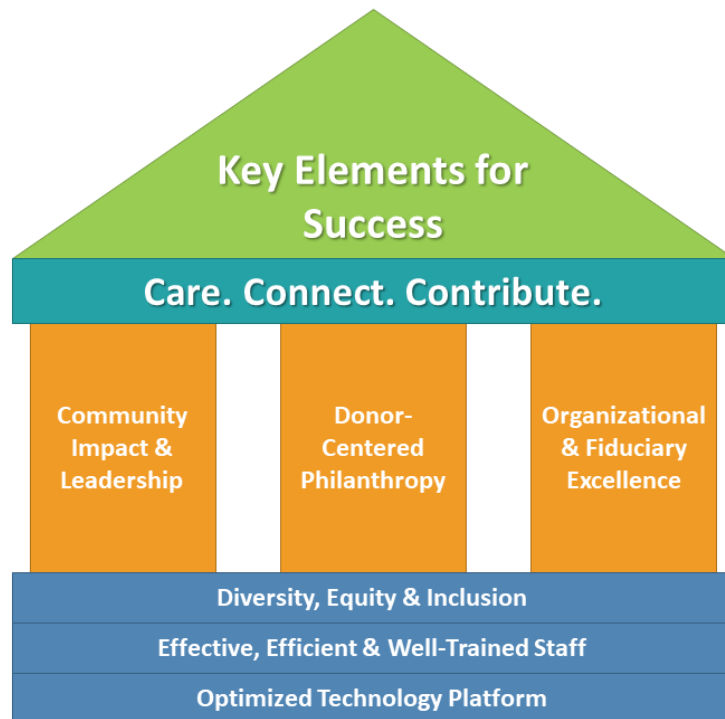 Key Elements for
Success
Care. Connect. Contribute.
Community
Impact &
Leadership
Donor-
Centered
Philanthropy
Organizational
& Fiduciary
Excellence
Diversity, Equity & Inclusion
Effective, Efficient & Well-Trained Staff
Optimized Technology Platform